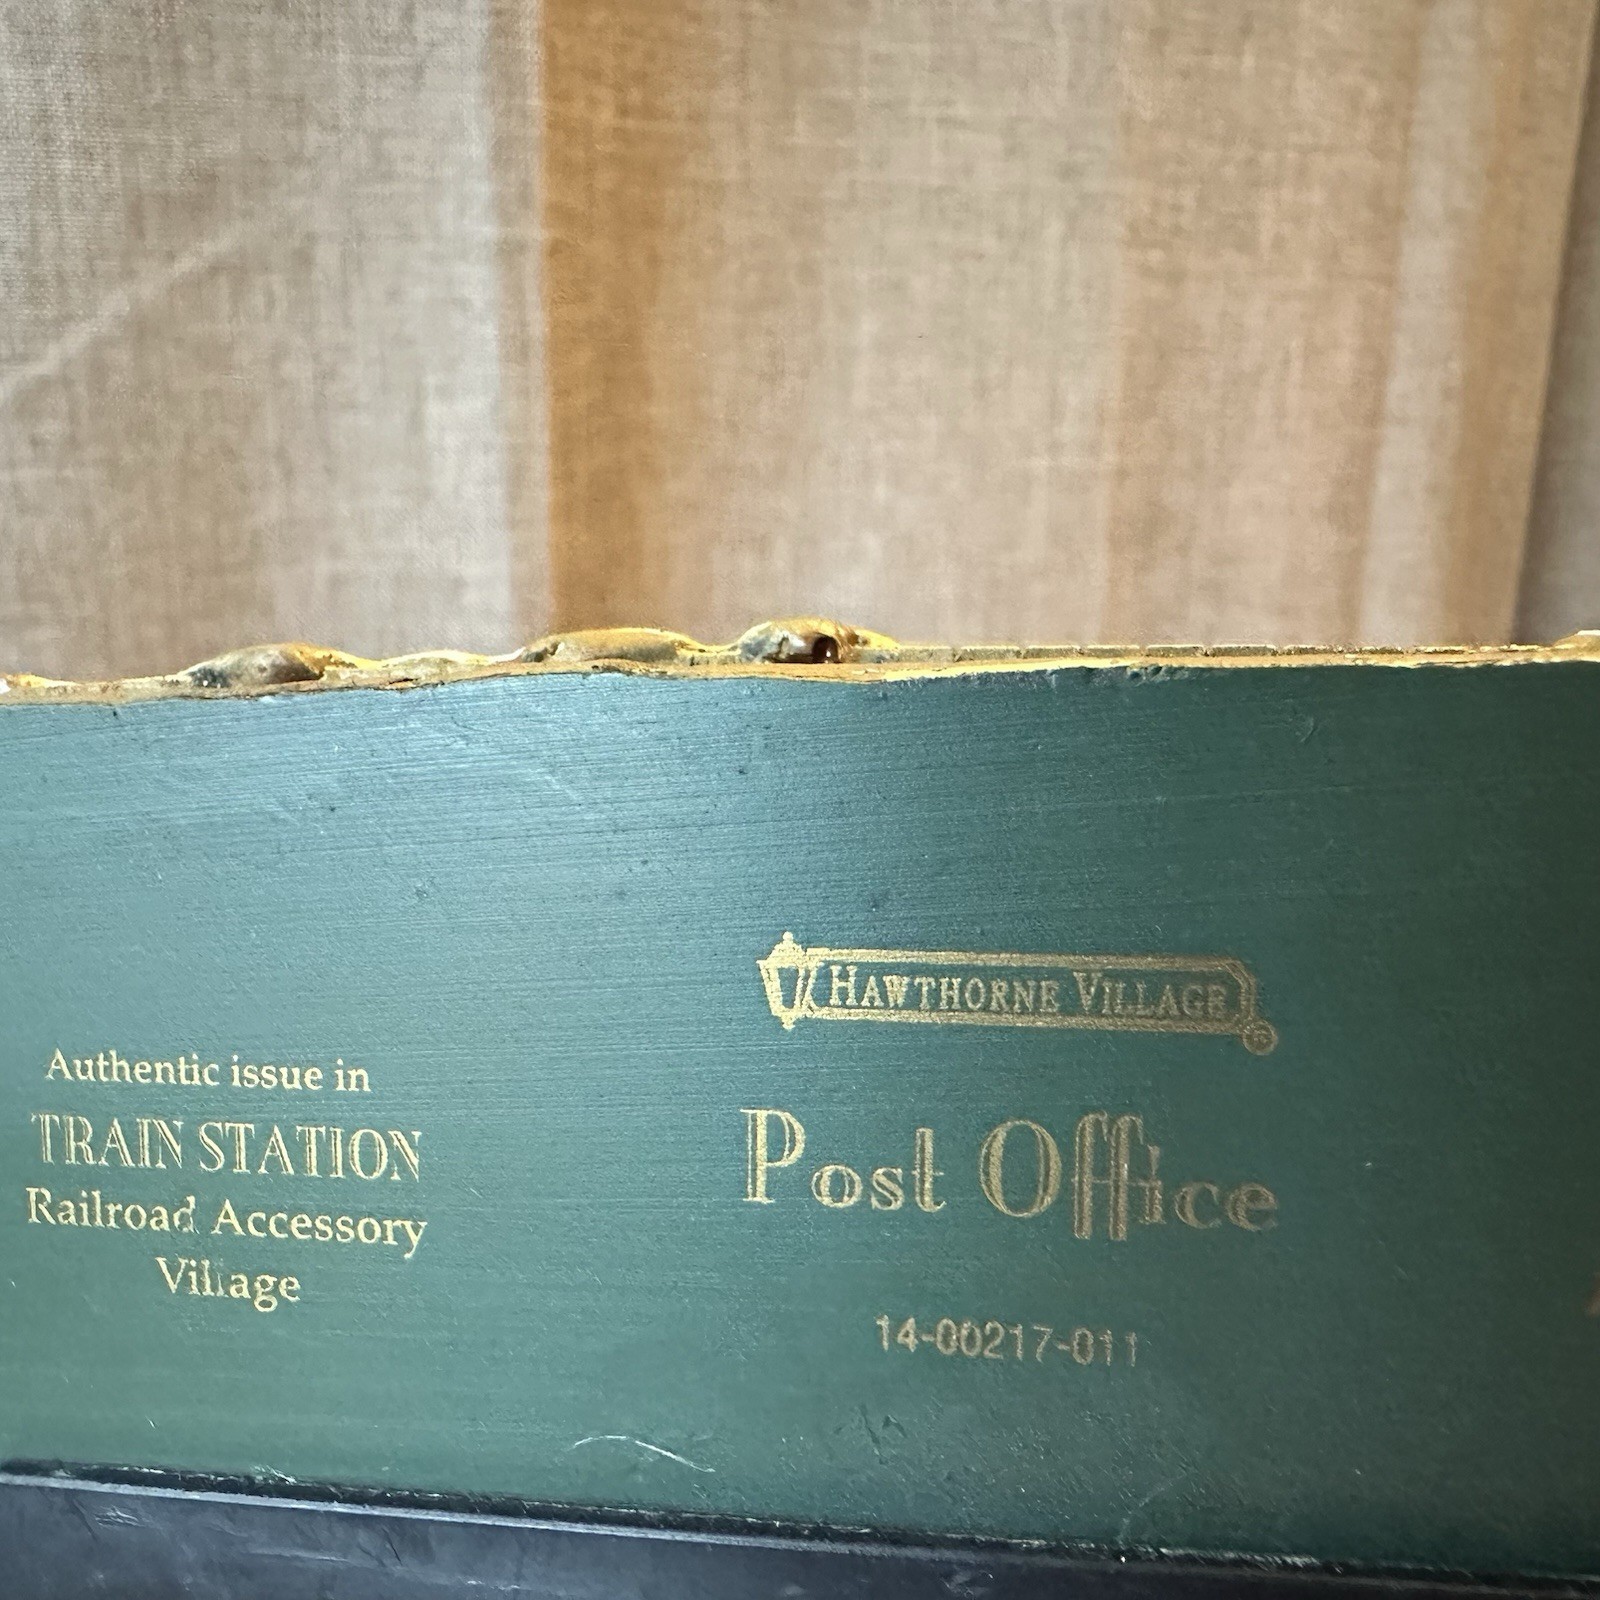 Authentic issue in
TRAIN STATION
Railroad Accessory
Village
HAWTHORNE VILLAGE
Post Office
14-00217-011